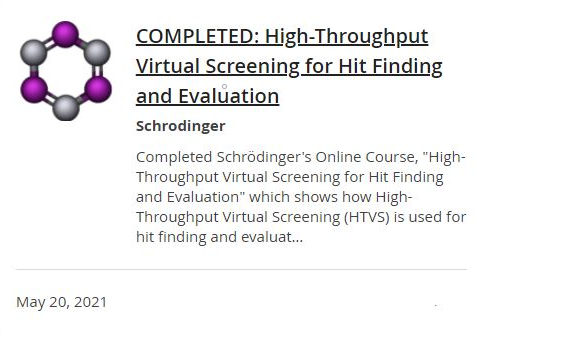 COMPLETED: High-Throughput
Virtual Screening for Hit Finding
and Evaluation
Schrodinger
Completed Schrödinger's Online Course, "High-
Throughput Virtual Screening for Hit Finding
and Evaluation" which shows how High-
Throughput Virtual Screening (HTVS) is used for
hit finding and evaluat...
May 20, 2021